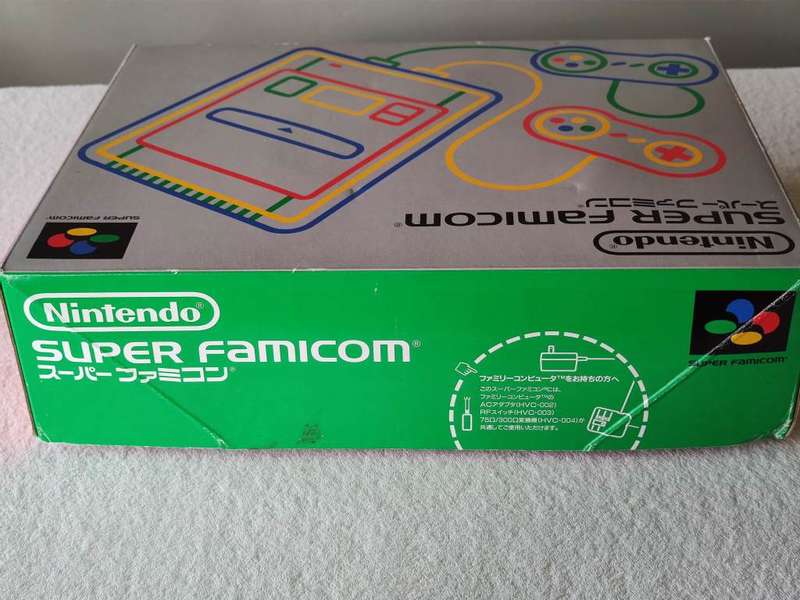 SUPER FAMICOM
Nintendo®
SUPER FAMICOM®
スーパーファミコン®
Nintendo®
SUPER FAMICOM®
スーパーファミコン®
ファミリーコンピュータ™をお持ちの方へ
このスーパーファミコン®には、
ファミリーコンピュータ™の
ACアダプタ(HVC-002)
RFスイッチ(HVC-003)
75Ω/300Ω変換機(HVC-004)が
共通してご使用いただけます。
SUPER FAMICOM®